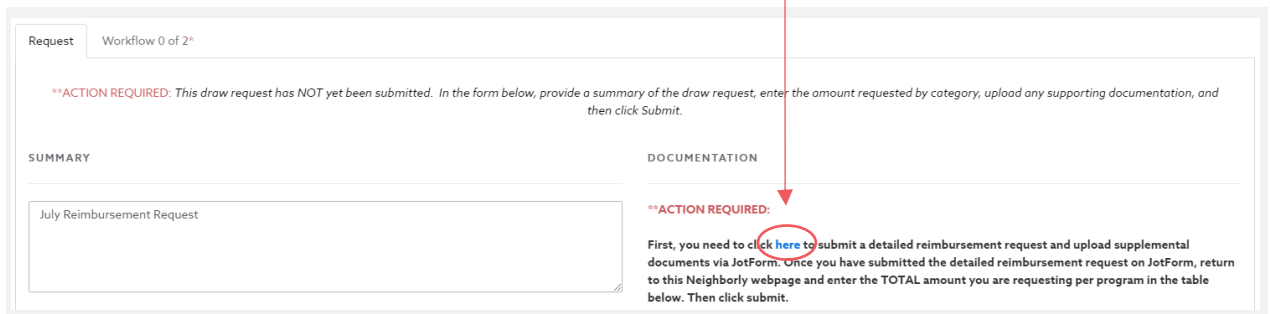 Request Workflow 0 of 2*
**ACTION REQUIRED: This draw request has NOT yet been submitted. In the form below, provide a summary of the draw request, enter the amount requested by category, upload any supporting documentation, and
then click Submit.
SUMMARY
July Reimbursement Request
DOCUMENTATION
**ACTION REQUIRED:
First, you need to click here to submit a detailed reimbursement request and upload supplemental
documents via JotForm. Once you have submitted the detailed reimbursement request on JotForm, return
to this Neighborly webpage and enter the TOTAL amount you are requesting per program in the table
below. Then click submit.